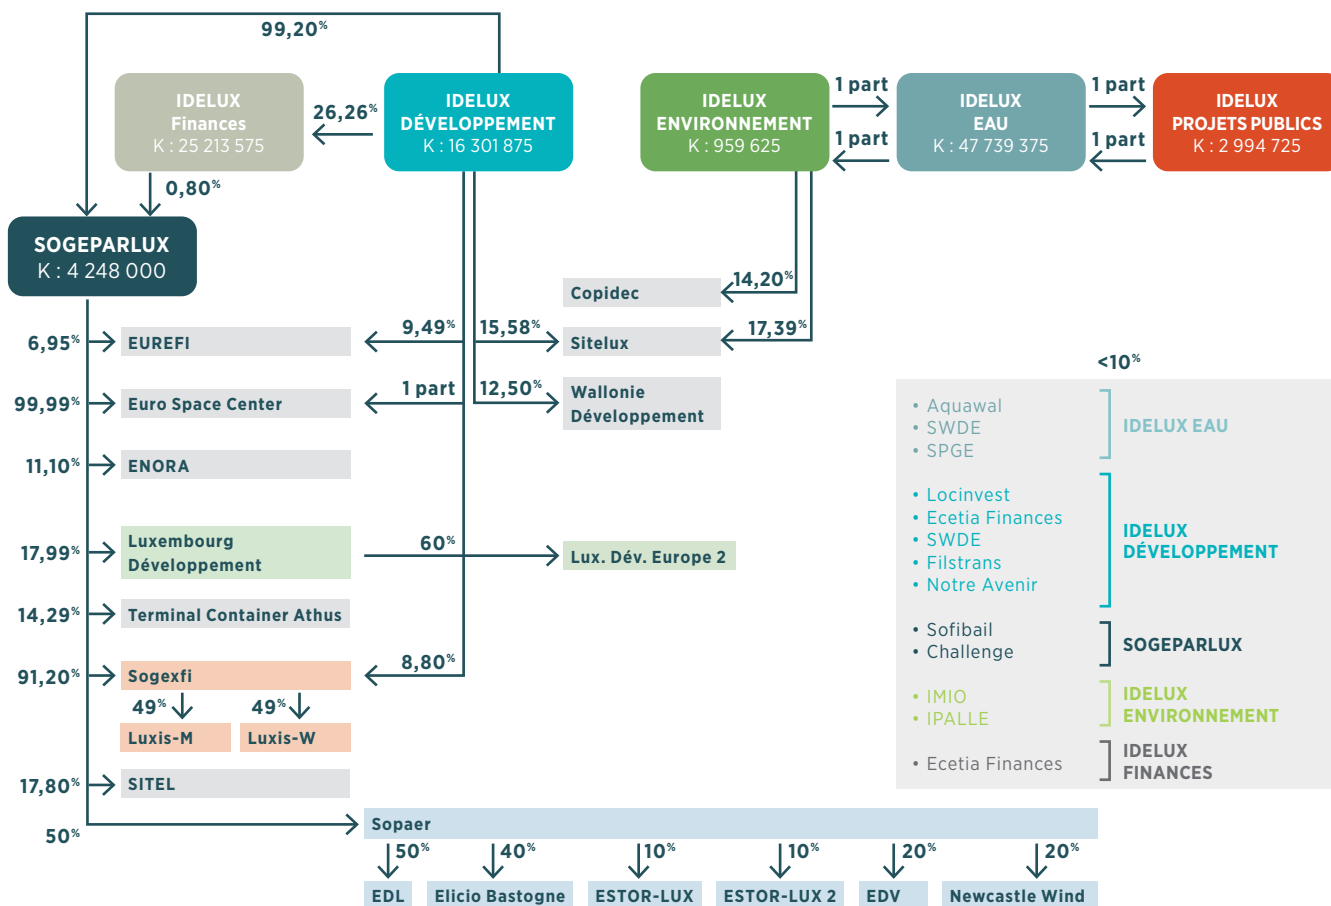 99,20%
IDELUX
Finances
K : 25 213 575
26,26%
IDELUX
DÉVELOPPEMENT
K : 16 301 875
IDELUX
ENVIRONNEMENT
K : 959 625
1 part
1 part
IDELUX
EAU
K : 47 739 375
1 part
1 part
IDELUX
PROJETS PUBLICS
K : 2 994 725
0,80%
SOGEPARLUX
K : 4 248 000
Copidec
14,20%
6,95%
EUREFI
9,49%
15,58%
Sitelux
17,39%
99,99%
Euro Space Center
1 part
12,50%
Wallonie
Développement
11,10%
ENORA
17,99%
Luxembourg
Développement
60%
Lux. Dév. Europe 2
14,29%
Terminal Container Athus
91,20%
Sogexfi
8,80%
49%
49%
Luxis-M
Luxis-W
17,80%
SITEL
50%
Sopaer
50%
40%
10%
10%
20%
20%
EDL
Elicio Bastogne
ESTOR-LUX
ESTOR-LUX 2
EDV
Newcastle Wind
<10%
• Aquawal
• SWDE
• SPGE
IDELUX EAU
• Locinvest
• Ecetia Finances
• SWDE
• Filstrans
• Notre Avenir
IDELUX
DÉVELOPPEMENT
• Sofibail
• Challenge
SOGEPARLUX
• IMIO
• IPALLE
IDELUX
ENVIRONNEMENT
• Ecetia Finances
IDELUX
FINANCES